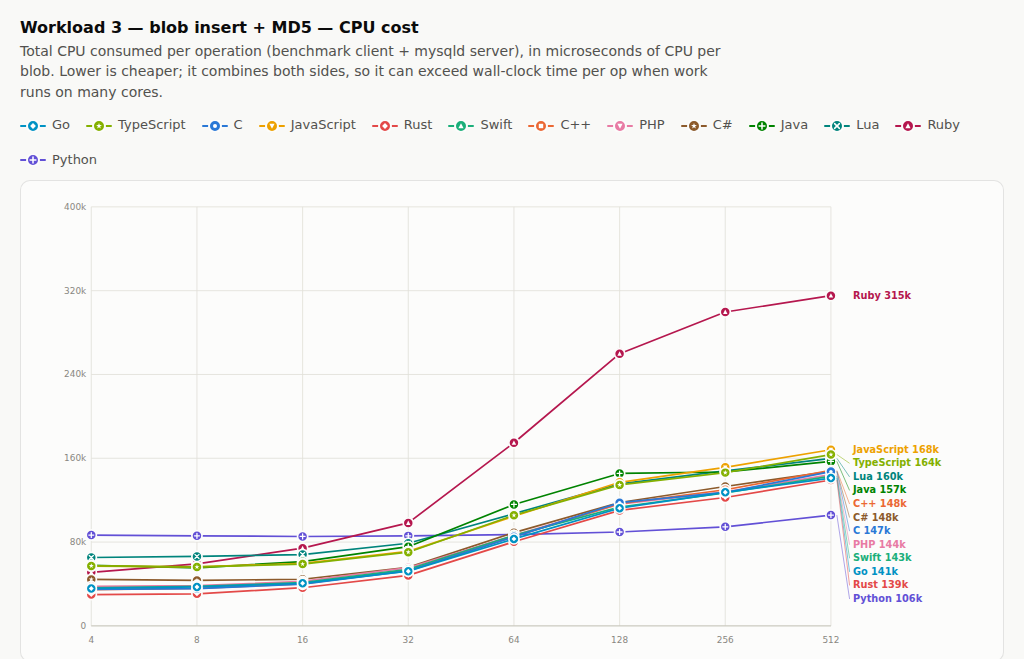 Workload 3 — blob insert + MD5 — CPU cost
Total CPU consumed per operation (benchmark client + mysqld server), in microseconds of CPU per
blob. Lower is cheaper; it combines both sides, so it can exceed wall-clock time per op when work
runs on many cores.
Go TypeScript C JavaScript Rust Swift C++ PHP C# Java Lua Ruby
Python
400k
320k
Ruby 315k
240k
160k
JavaScript 168k
TypeScript 164k
Lua 160k
Java 157k
C++ 148k
C# 148k
C 147k
PHP 144k
Swift 143k
Go 141k
Rust 139k
Python 106k
80k
0
4 8 16 32 64 128 256 512